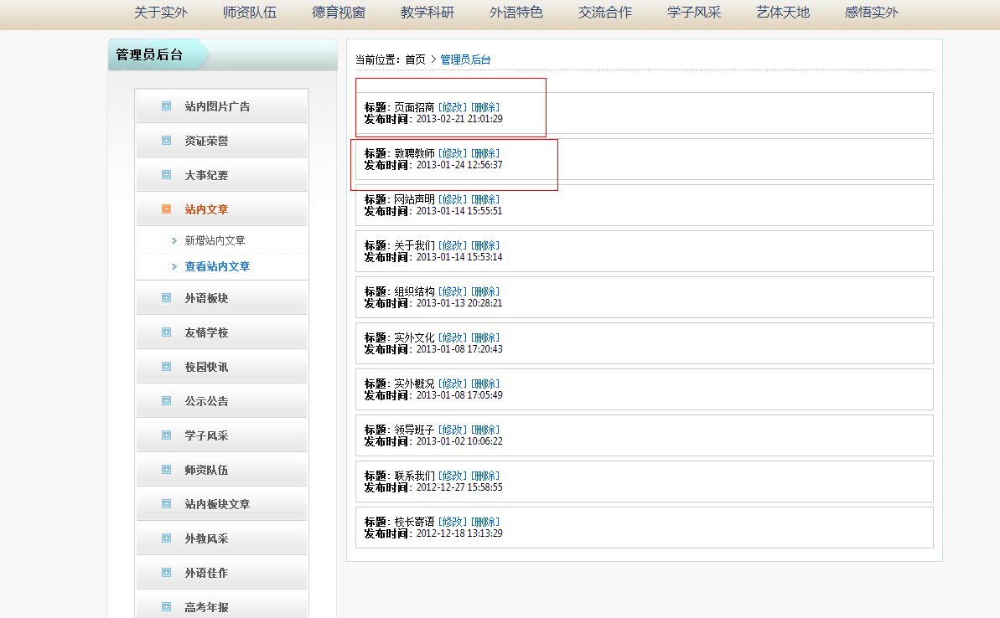 关于实外 师资队伍 德育视窗 教学科研 外语特色 交流合作 学子风采 艺体天地 感悟实外
管理员后台
站内图片广告
资证荣誉
大事纪要
站内文章
新增站内文章
查看站内文章
外语板块
友情学校
校园快讯
公示公告
学子风采
师资队伍
站内板块文章
外教风采
外语佳作
高考年报
当前位置：首页 > 管理员后台
标题：页面招商 [修改] [删除]
发布时间：2013-02-21 21:01:29
标题：敦聘教师 [修改] [删除]
发布时间：2013-01-24 12:56:37
标题：网站声明 [修改] [删除]
发布时间：2013-01-14 15:55:51
标题：关于我们 [修改] [删除]
发布时间：2013-01-14 15:53:14
标题：组织结构 [修改] [删除]
发布时间：2013-01-13 20:28:21
标题：实外文化 [修改] [删除]
发布时间：2013-01-08 17:20:43
标题：实外概况 [修改] [删除]
发布时间：2013-01-08 17:05:49
标题：领导班子 [修改] [删除]
发布时间：2013-01-02 10:06:22
标题：联系我们 [修改] [删除]
发布时间：2012-12-27 15:58:55
标题：校长寄语 [修改] [删除]
发布时间：2012-12-18 13:13:29